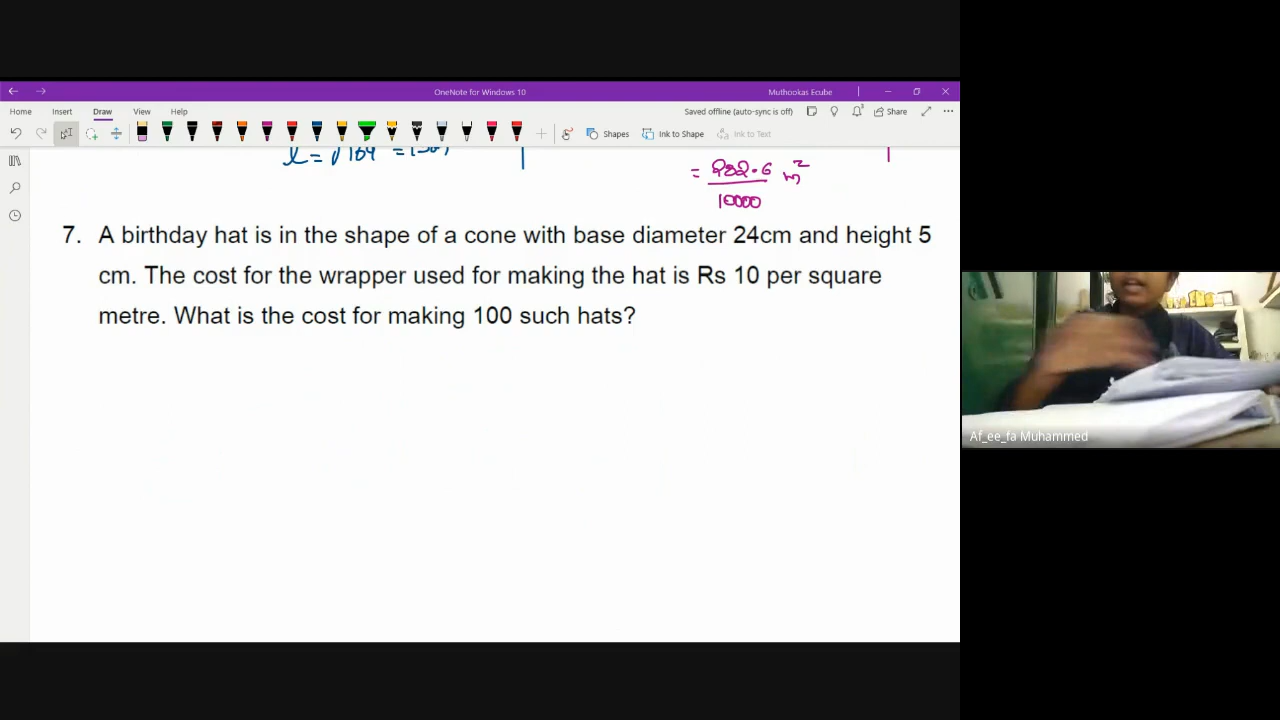 OneNote for Windows 10
Muthookas Ecube
Home Insert Draw View Help
Saved offline (auto-sync is off)
3
Share
Shapes
Ink to Shape
Ink to Text
= 282.6 m²
10000
7. A birthday hat is in the shape of a cone with base diameter 24cm and height 5
cm. The cost for the wrapper used for making the hat is Rs 10 per square
metre. What is the cost for making 100 such hats?
Af_ee_fa Muhammed